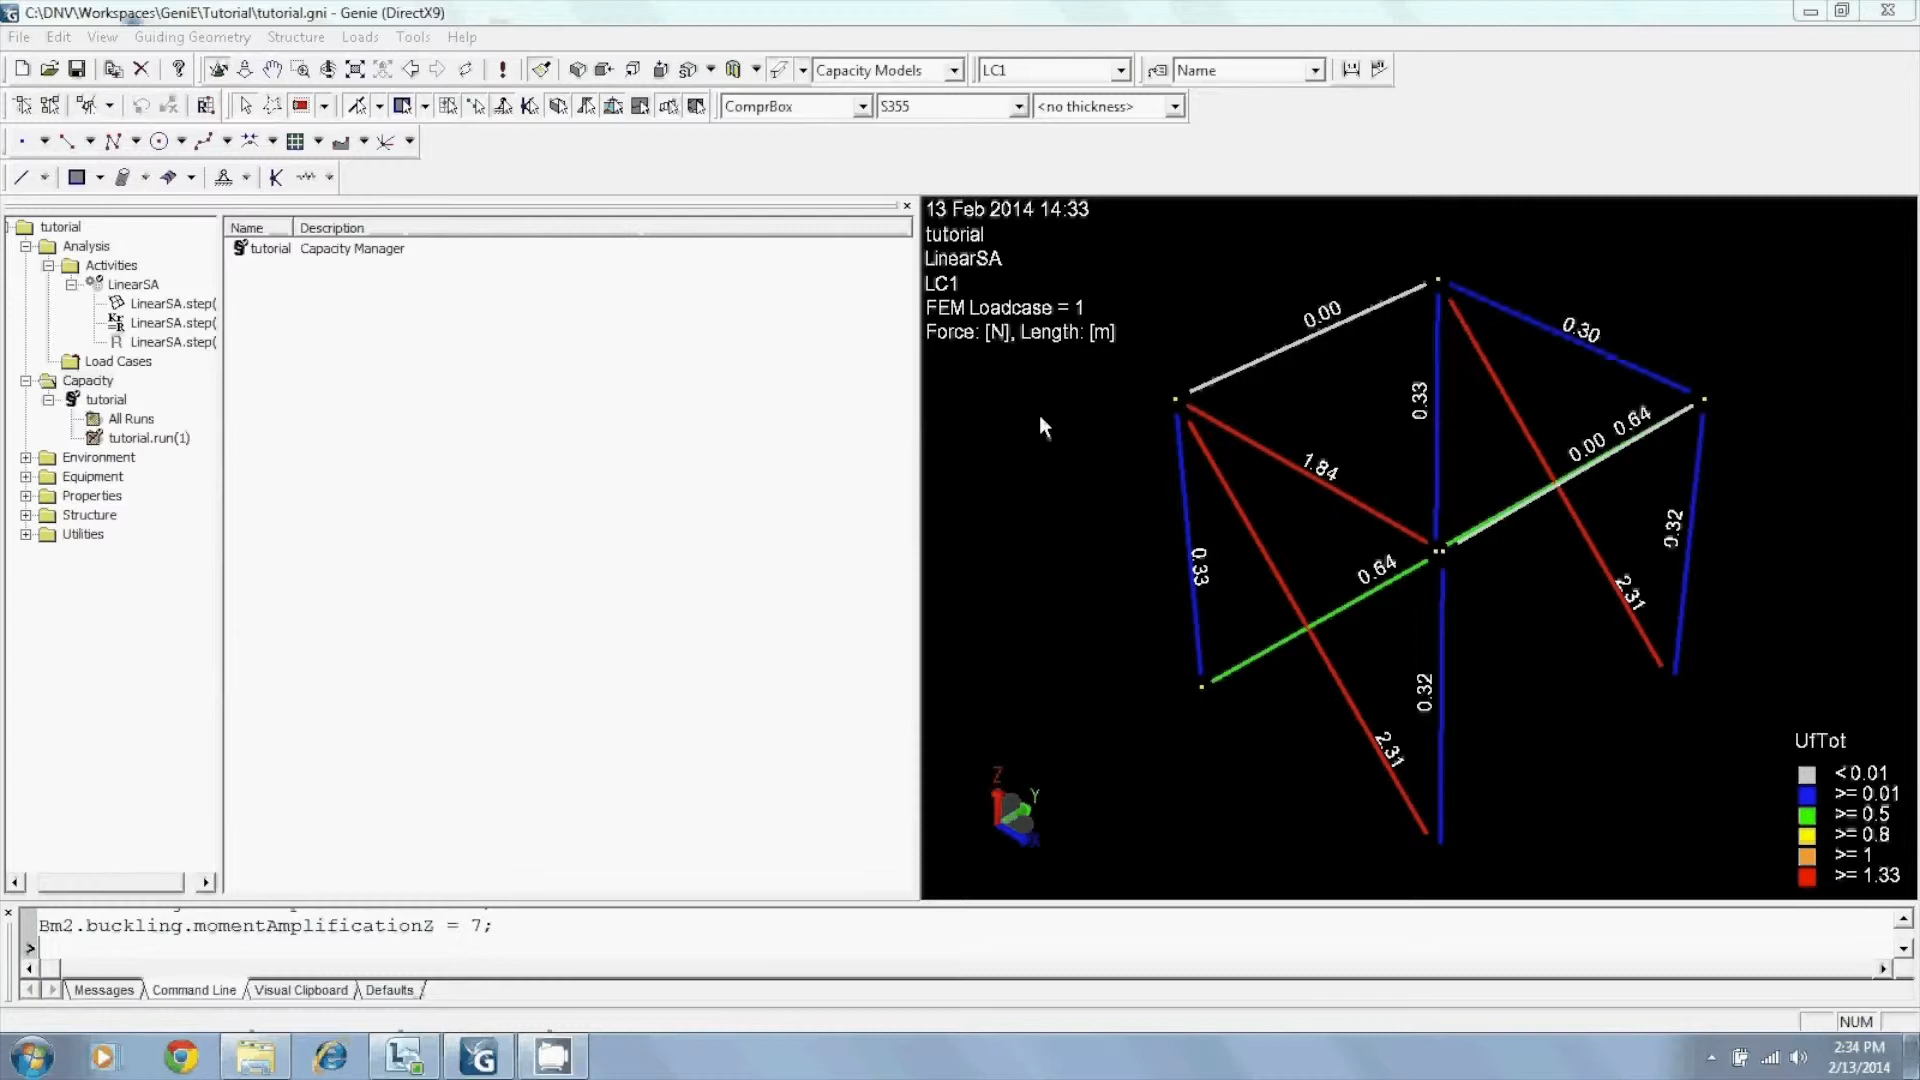 C:\DNV\Workspaces\GeniE\Tutorial\tutorial.gni - Genie (DirectX9)
File Edit View Guiding Geometry Structure Loads Tools Help
Capacity Models LC1 Name
ComprBox S355 <no thickness>
tutorial
Analysis
Activities
LinearSA
LinearSA.step(
LinearSA.step(
LinearSA.step(
Load Cases
Capacity
tutorial
All Runs
tutorial.run(1)
Environment
Equipment
Properties
Structure
Utilities
Name Description
tutorial Capacity Manager
13 Feb 2014 14:33
tutorial
LinearSA
LC1
FEM Loadcase = 1
Force: [N], Length: [m]
0.00
0.30
0.33
0.00 0.64
1.84
0.32
0.33
0.64
2.31
0.32
2.31
Z
Y
X
UfTot
< 0.01
>= 0.01
>= 0.5
>= 0.8
>= 1
>= 1.33
Bm2.buckling.momentAmplificationZ = 7;
>
Messages Command Line Visual Clipboard Defaults
NUM
2:34 PM
2/13/2014